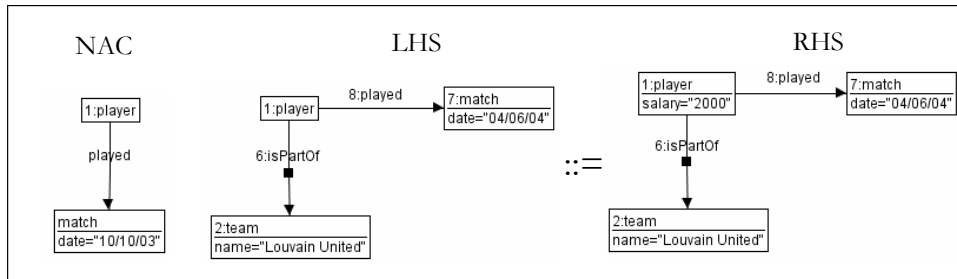 NAC
LHS
RHS
1:player
played
match
date="10/10/03"
1:player
8:played
7:match
date="04/06/04"
6:isPartOf
2:team
name="Louvain United"
::=
1:player
salary="2000"
8:played
7:match
date="04/06/04"
6:isPartOf
2:team
name="Louvain United"